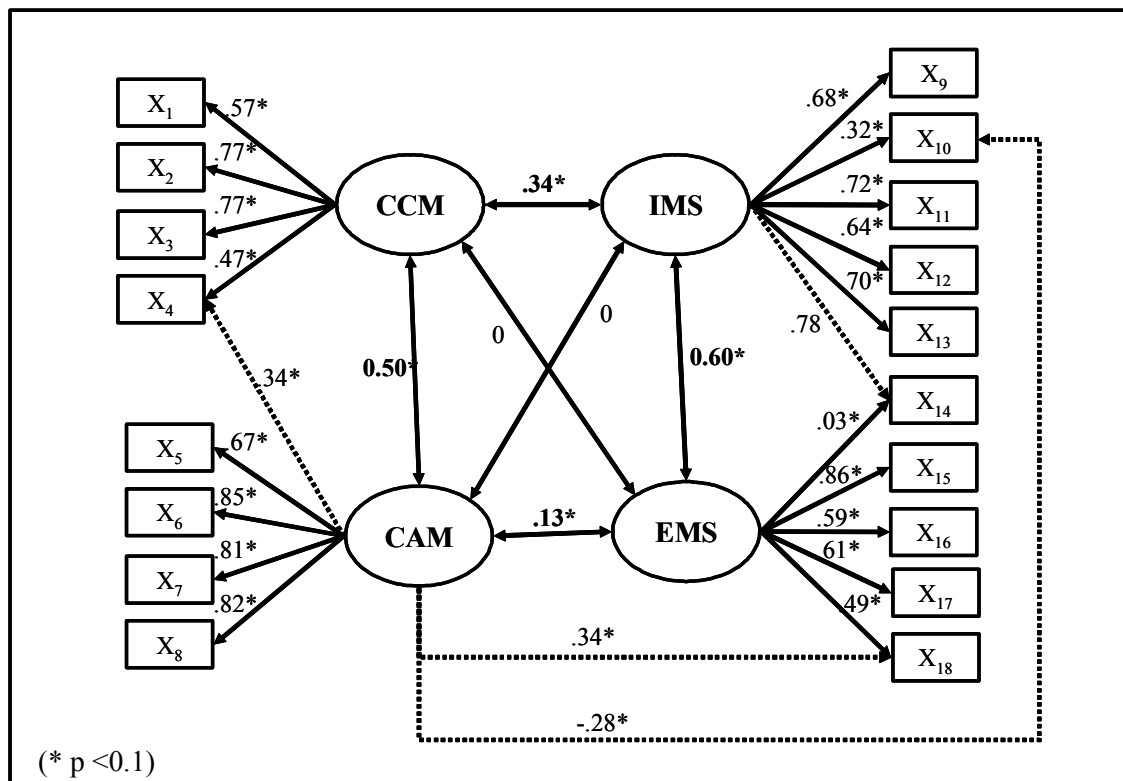 X9
X1
.57*
.68*
X10
.32*
X2
.77*
CCM
.34*
IMS
.72*
X11
X3
.77*
.64*
X12
X4
.47*
.70*
X13
0
0
.78
0.50*
0.60*
X14
.34*
.03*
X5
.67*
.86*
X15
X6
.85*
CAM
.13*
EMS
.59*
X16
X7
.81*
.61*
X17
X8
.82*
.49*
.34*
X18
-.28*
(* p <0.1)